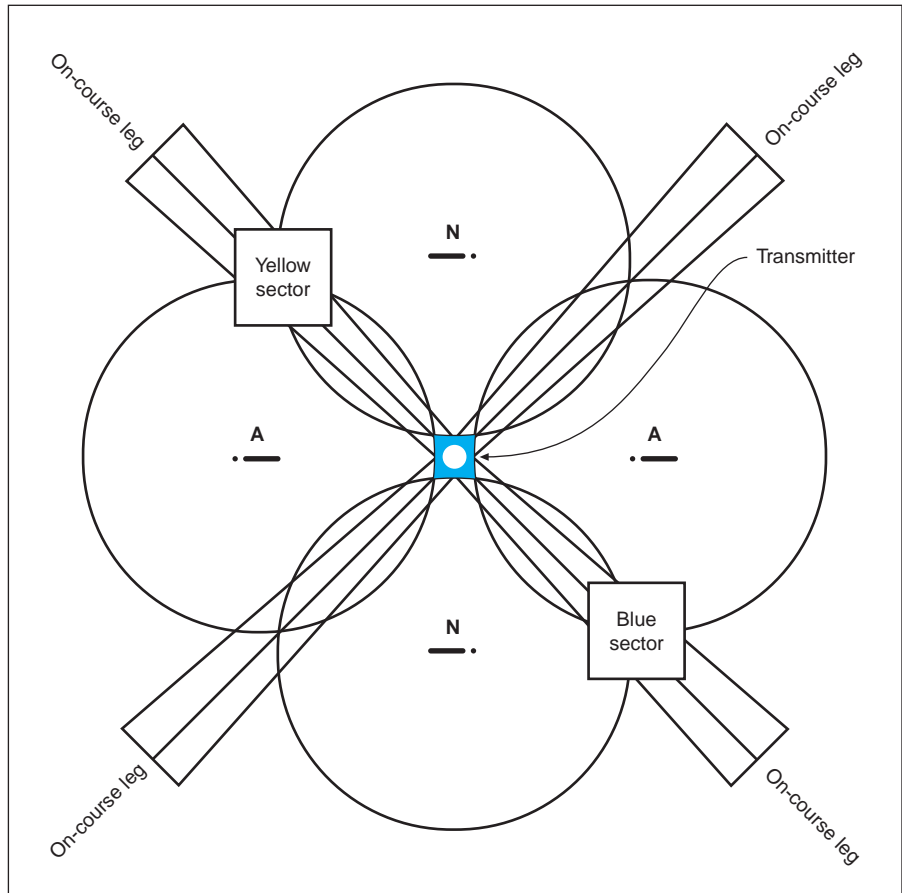 On-course leg
On-course leg
N
Yellow
sector
Transmitter
A
A
N
Blue
sector
On-course leg
On-course leg